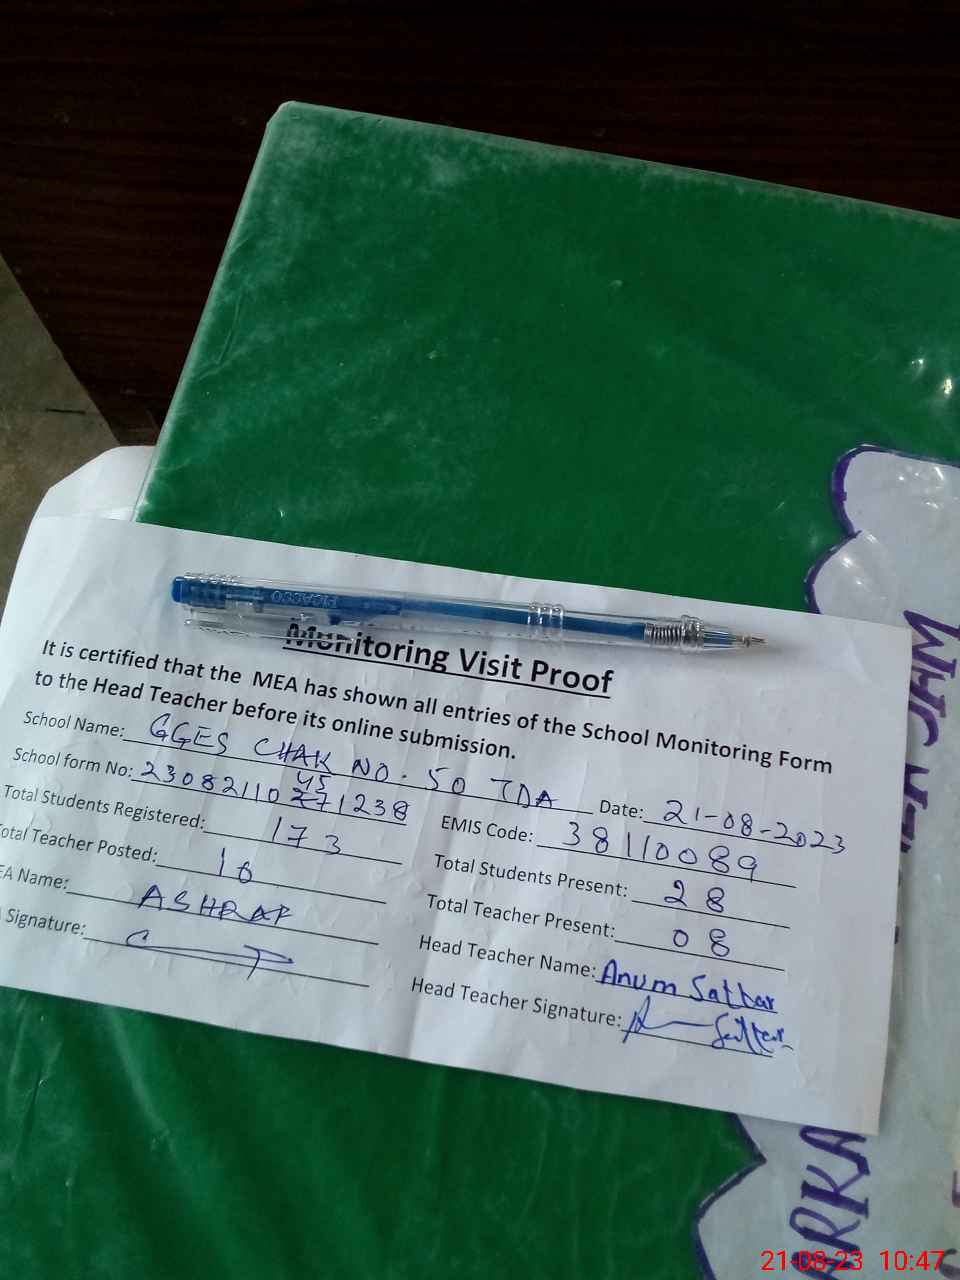 PICASSO
Monitoring Visit Proof
It is certified that the MEA has shown all entries of the School Monitoring Form
to the Head Teacher before its online submission.
School Name: GGES CHAK NO. 50 TDA Date: 21-08-2023
School form No: 23082110271238 EMIS Code: 38110089
45
Total Students Registered: 173 Total Students Present: 28
otal Teacher Posted: 10 Total Teacher Present: 08
EA Name: ASHRAF Head Teacher Name: Anum Sattar
Signature: Head Teacher Signature: Sattar
ARKA
21-08-23 10:47